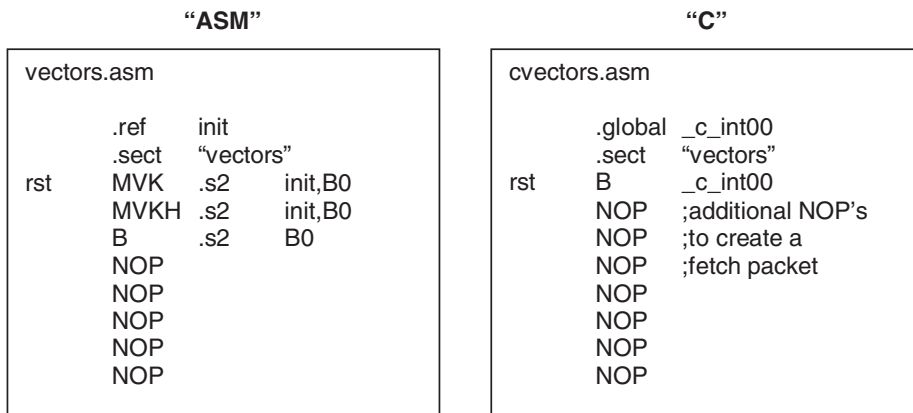 “ASM”
vectors.asm
.ref init
.sect “vectors”
rst MVK .s2 init,B0
MVKH .s2 init,B0
B .s2 B0
NOP
NOP
NOP
NOP
NOP
“C”
cvectors.asm
.global _c_int00
.sect “vectors”
rst B _c_int00
NOP ;additional NOP's
NOP ;to create a
NOP ;fetch packet
NOP
NOP
NOP
NOP